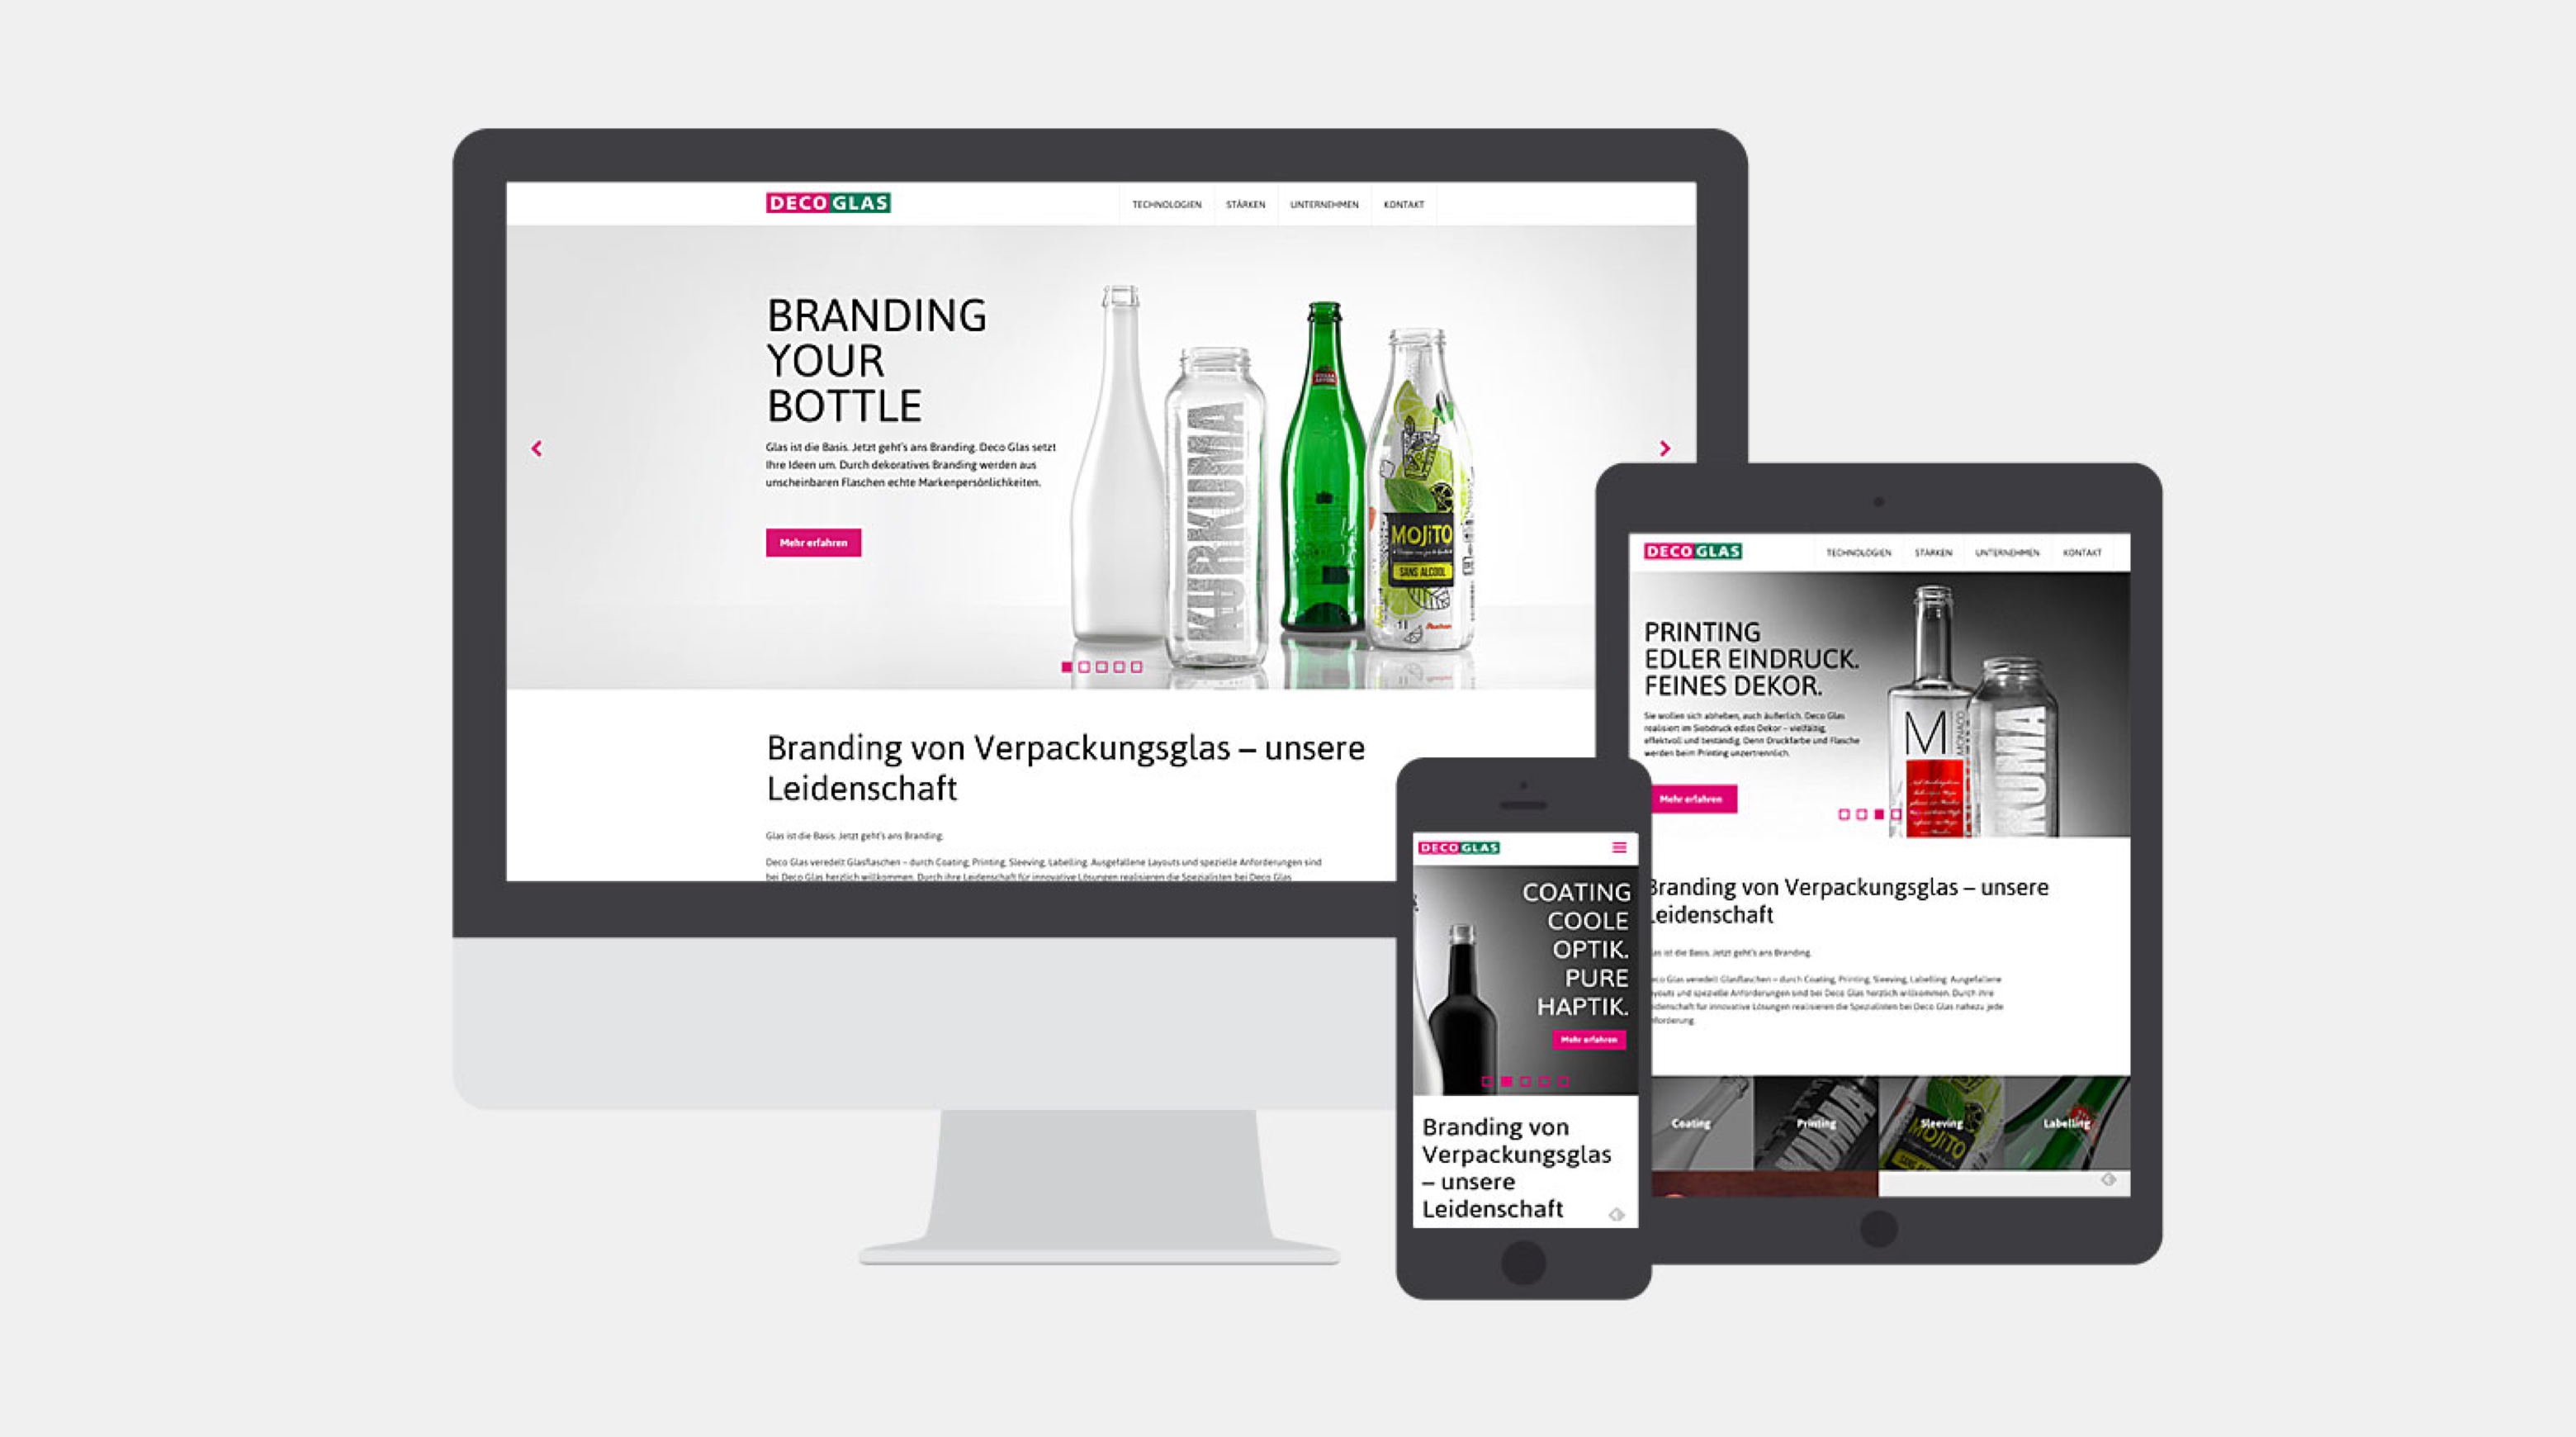 DECO GLAS
TECHNOLOGIEN STÄRKEN UNTERNEHMEN KONTAKT
BRANDING
YOUR
BOTTLE
Glas ist die Basis. Jetzt geht's ans Branding. Deco Glas setzt
Ihre Ideen um. Durch dekoratives Branding werden aus
unscheinbaren Flaschen echte Markenpersönlichkeiten.
Mehr erfahren
KURKUMA
MOJITO
SANS ALCOOL
1l
Auchan
Branding von Verpackungsglas – unsere
Leidenschaft
Glas ist die Basis. Jetzt geht's ans Branding.
Deco Glas veredelt Glasflaschen – durch Coating, Printing, Sleeving, Labelling. Ausgefallene Layouts und spezielle Anforderungen sind
bei Deco Glas herzlich willkommen. Durch ihre Leidenschaft für innovative Lösungen realisieren die Spezialisten bei Deco Glas
DECO GLAS
TECHNOLOGIEN STÄRKEN UNTERNEHMEN KONTAKT
PRINTING
EDLER EINDRUCK.
FEINES DEKOR.
Sie wollen sich abheben, auch äußerlich. Deco Glas
realisiert im Siebdruck edles Dekor – vielfältig,
effektvoll und beständig. Denn Druckfarbe und Flasche
werden beim Printing unzertrennlich.
Mehr erfahren
M
MONACO
KUMA
Branding von Verpackungsglas – unsere
Leidenschaft
las ist die Basis. Jetzt geht's ans Branding.
eco Glas veredelt Glasflaschen – durch Coating, Printing, Sleeving, Labelling. Ausgefallene
youts und spezielle Anforderungen sind bei Deco Glas herzlich willkommen. Durch ihre
idenschaft für innovative Lösungen realisieren die Spezialisten bei Deco Glas nahezu jede
nforderung.
Coating Printing Sleeving Labelling
MOJITO
SANS
DECO GLAS
COATING
COOLE
OPTIK.
PURE
HAPTIK.
Mehr erfahren
Branding von
Verpackungsglas
– unsere
Leidenschaft